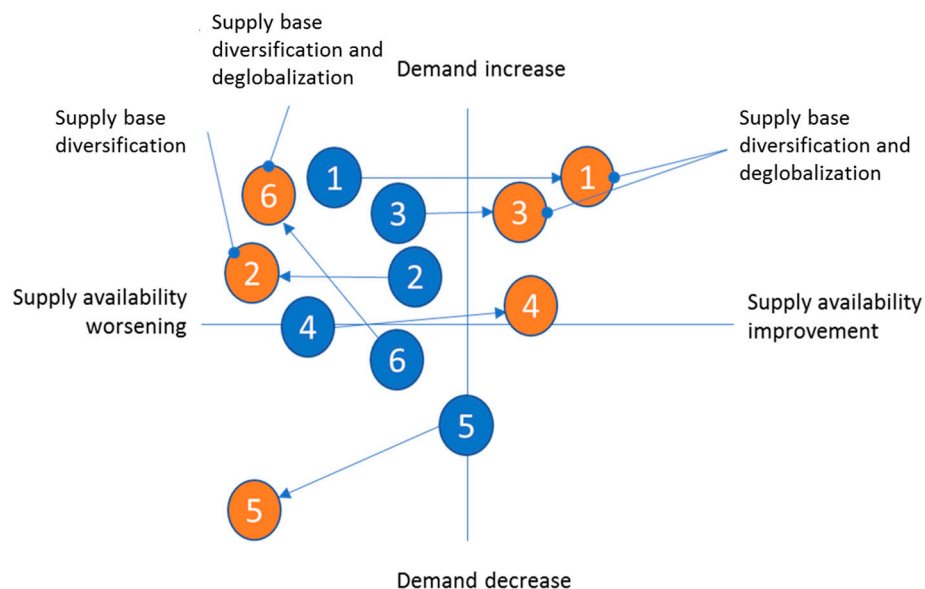 Supply base
diversification and
deglobalization
Demand increase
Supply base
diversification
Supply base
diversification and
deglobalization
6
1
1
3
3
2
2
Supply availability
worsening
4
4
Supply availability
improvement
6
5
5
Demand decrease